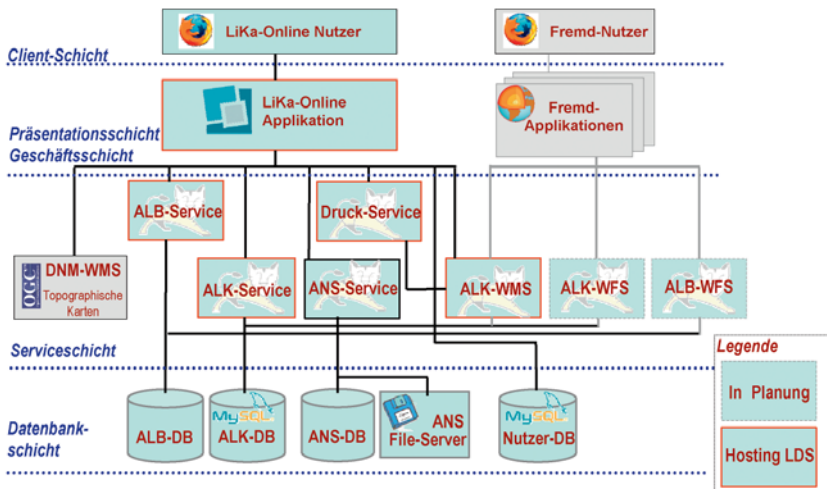 LiKa-Online Nutzer
Fremd-Nutzer
Client-Schicht
LiKa-Online
Applikation
Fremd-
Applikationen
Präsentationsschicht
Geschäftsschicht
ALB-Service
Druck-Service
OGC
DNM-WMS
Topographische
Karten
ALK-Service
ANS-Service
ALK-WMS
ALK-WFS
ALB-WFS
Serviceschicht
Legende
In Planung
Hosting LDS
Datenbank-
schicht
ALB-DB
MySQL
ALK-DB
ANS-DB
ANS
File-Server
MySQL
Nutzer-DB